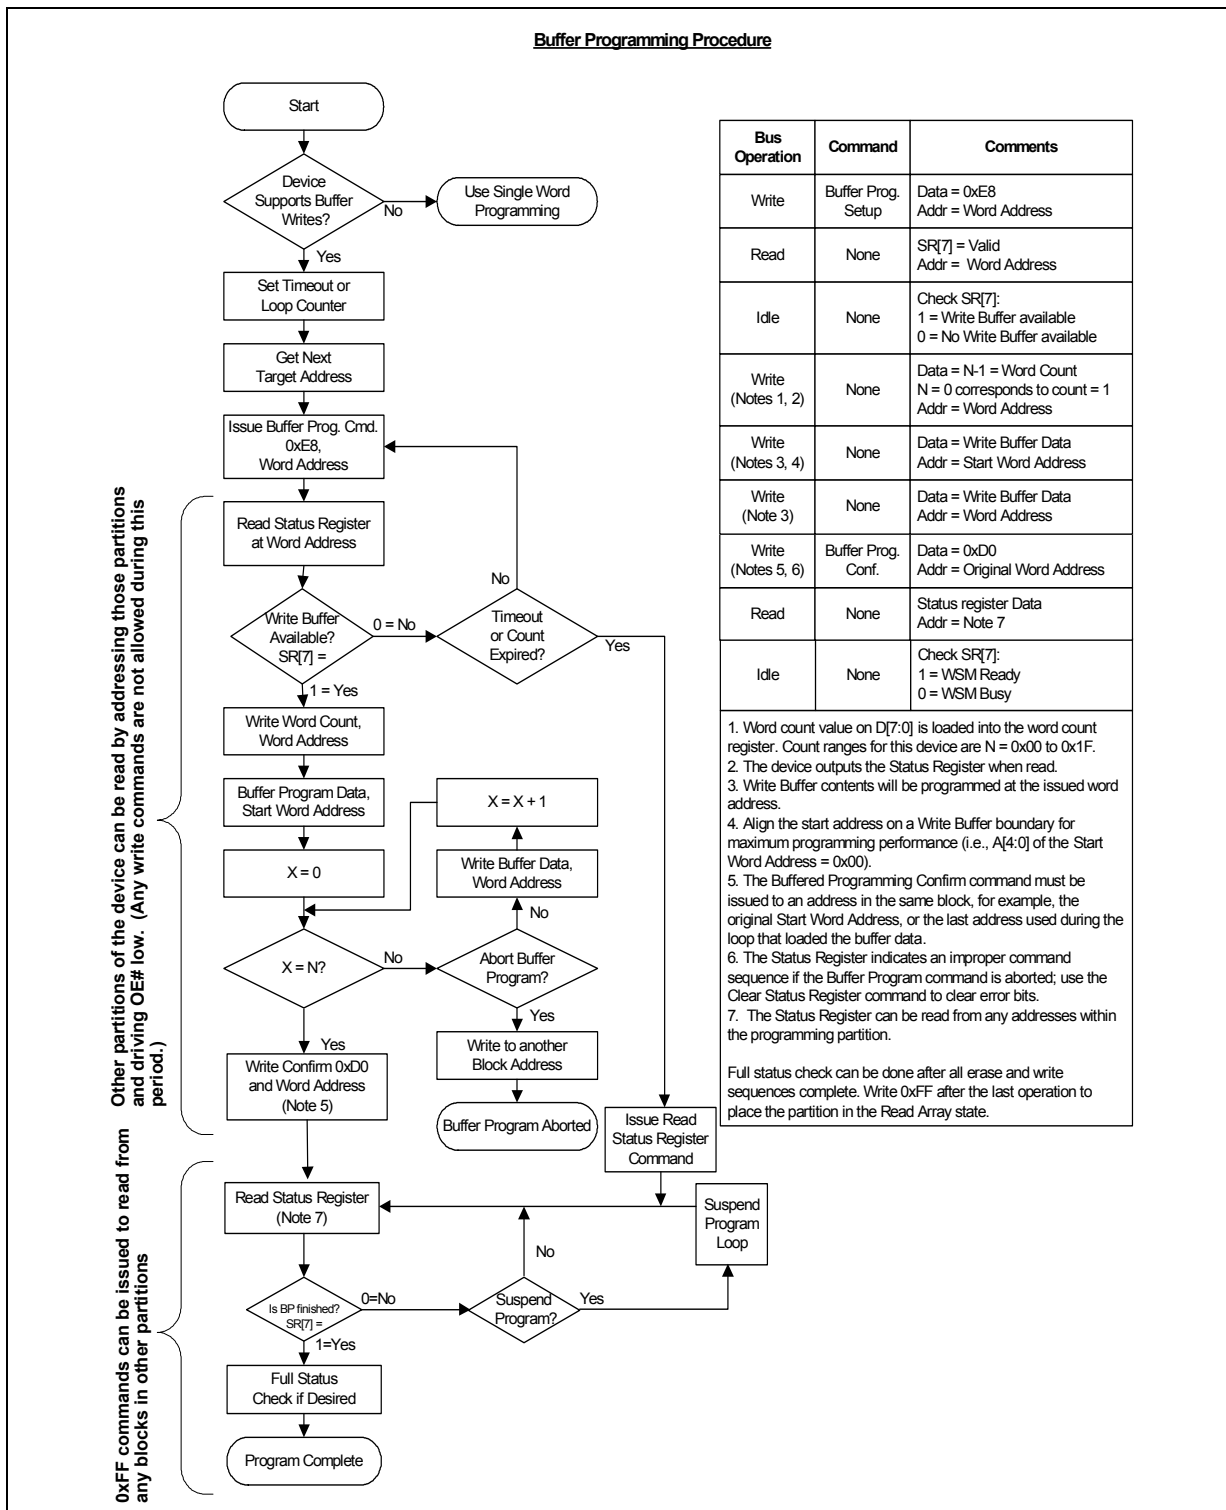 Buffer Programming Procedure
Start
Device
Supports Buffer
Writes?
No
Use Single Word
Programming
Yes
Set Timeout or
Loop Counter
Get Next
Target Address
Issue Buffer Prog. Cmd.
0xE8,
Word Address
Read Status Register
at Word Address
No
Write Buffer
Available?
SR[7] =
0 = No
Timeout
or Count
Expired?
Yes
1 = Yes
Write Word Count,
Word Address
Buffer Program Data,
Start Word Address
X = X + 1
X = 0
Write Buffer Data,
Word Address
No
X = N?
No
Abort Buffer
Program?
Yes
Yes
Write Confirm 0xD0
and Word Address
(Note 5)
Write to another
Block Address
Buffer Program Aborted
Issue Read
Status Register
Command
Read Status Register
(Note 7)
Suspend
Program
Loop
No
Is BP finished?
SR[7] =
0=No
Suspend
Program?
Yes
1=Yes
Full Status
Check if Desired
Program Complete
Other partitions of the device can be read by addressing those partitions
and driving OE# low. (Any write commands are not allowed during this
period.)
0xFF commands can be issued to read from
any blocks in other partitions
Bus
Operation
Command
Comments
Write
Buffer Prog.
Setup
Data = 0xE8
Addr = Word Address
Read
None
SR[7] = Valid
Addr = Word Address
Idle
None
Check SR[7]:
1 = Write Buffer available
0 = No Write Buffer available
Write
(Notes 1, 2)
None
Data = N-1 = Word Count
N = 0 corresponds to count = 1
Addr = Word Address
Write
(Notes 3, 4)
None
Data = Write Buffer Data
Addr = Start Word Address
Write
(Note 3)
None
Data = Write Buffer Data
Addr = Word Address
Write
(Notes 5, 6)
Buffer Prog.
Conf.
Data = 0xD0
Addr = Original Word Address
Read
None
Status register Data
Addr = Note 7
Idle
None
Check SR[7]:
1 = WSM Ready
0 = WSM Busy
1. Word count value on D[7:0] is loaded into the word count
register. Count ranges for this device are N = 0x00 to 0x1F.
2. The device outputs the Status Register when read.
3. Write Buffer contents will be programmed at the issued word
address.
4. Align the start address on a Write Buffer boundary for
maximum programming performance (i.e., A[4:0] of the Start
Word Address = 0x00).
5. The Buffered Programming Confirm command must be
issued to an address in the same block, for example, the
original Start Word Address, or the last address used during the
loop that loaded the buffer data.
6. The Status Register indicates an improper command
sequence if the Buffer Program command is aborted; use the
Clear Status Register command to clear error bits.
7. The Status Register can be read from any addresses within
the programming partition.
Full status check can be done after all erase and write
sequences complete. Write 0xFF after the last operation to
place the partition in the Read Array state.